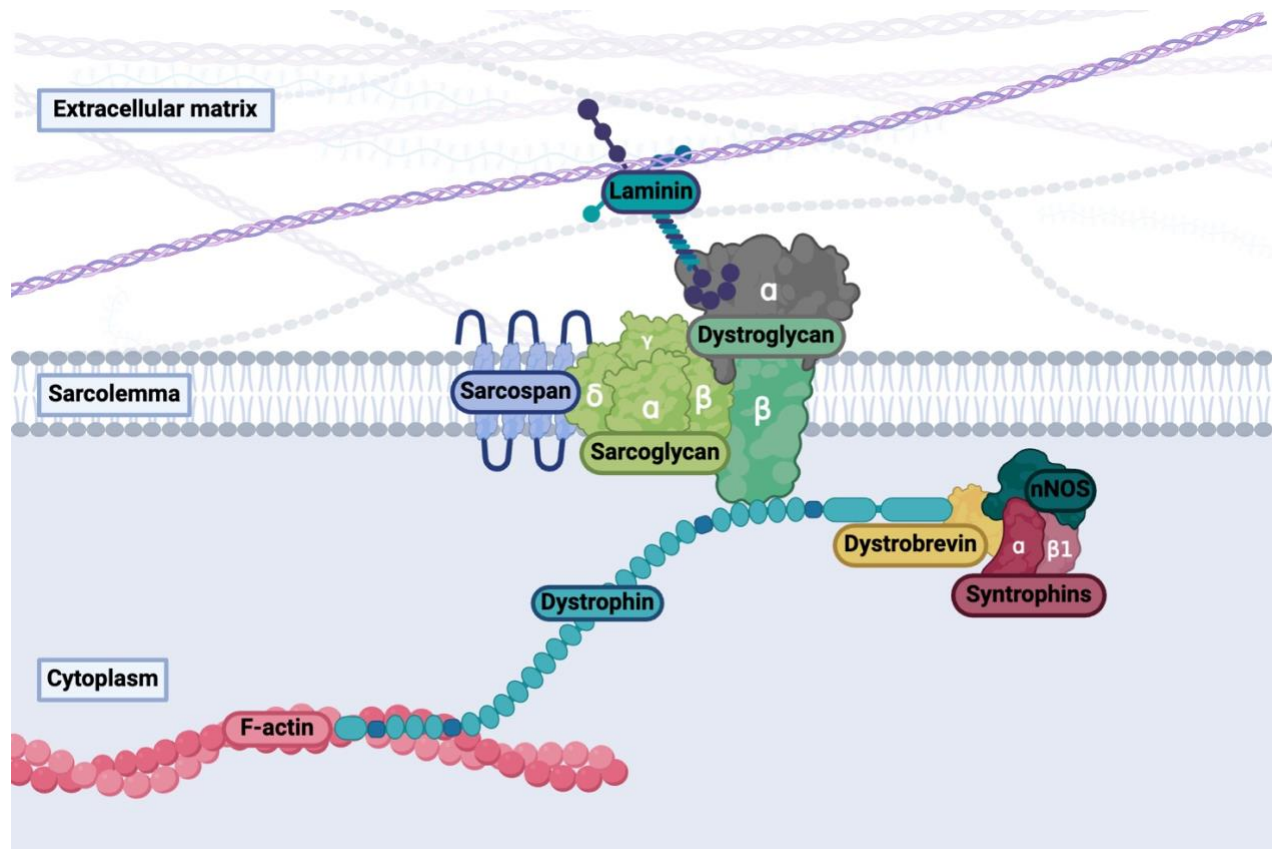 Extracellular matrix
Laminin
α
Dystroglycan
γ
Sarcolemma
Sarcospan
δ
α
β
β
Sarcoglycan
nNOS
Dystrobrevin
α
β1
Syntrophins
Dystrophin
Cytoplasm
F-actin